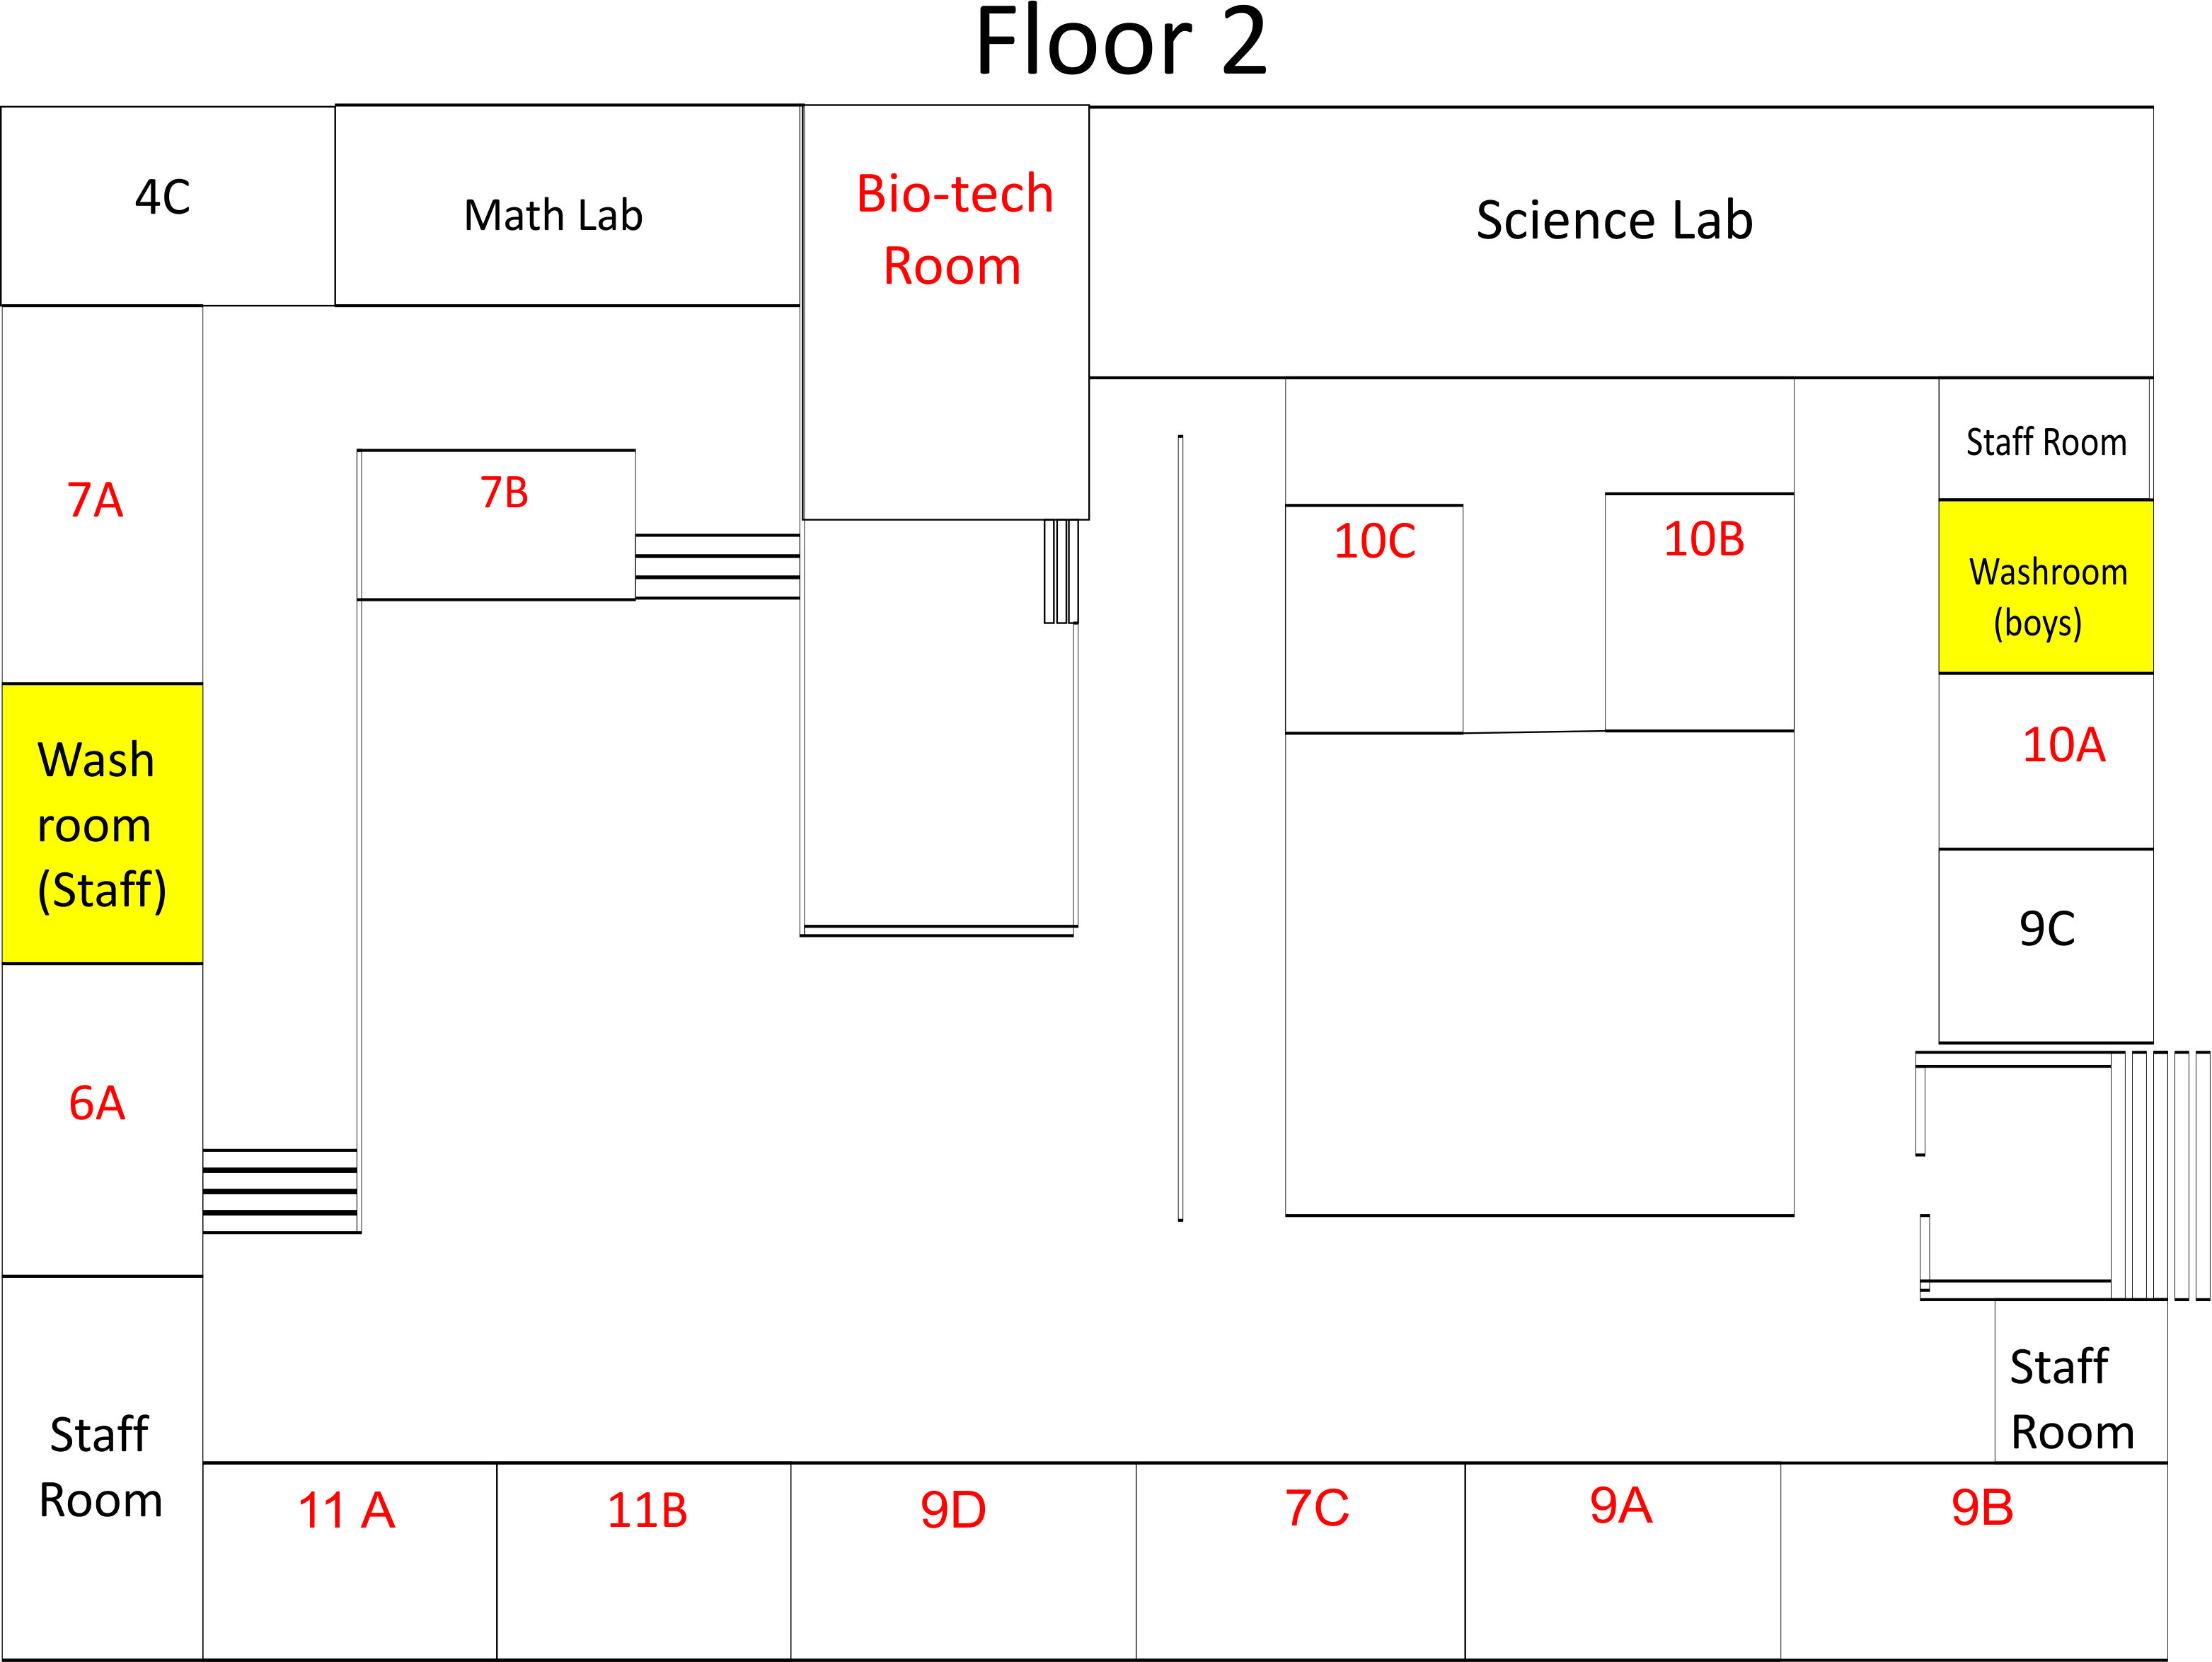 Floor 2
4C
Math Lab
Bio-tech
Room
Science Lab
7A
7B
10C
10B
Staff Room
Washroom
(boys)
Wash
room
(Staff)
10A
9C
6A
Staff
Room
Staff
Room
11 A
11B
9D
7C
9A
9B